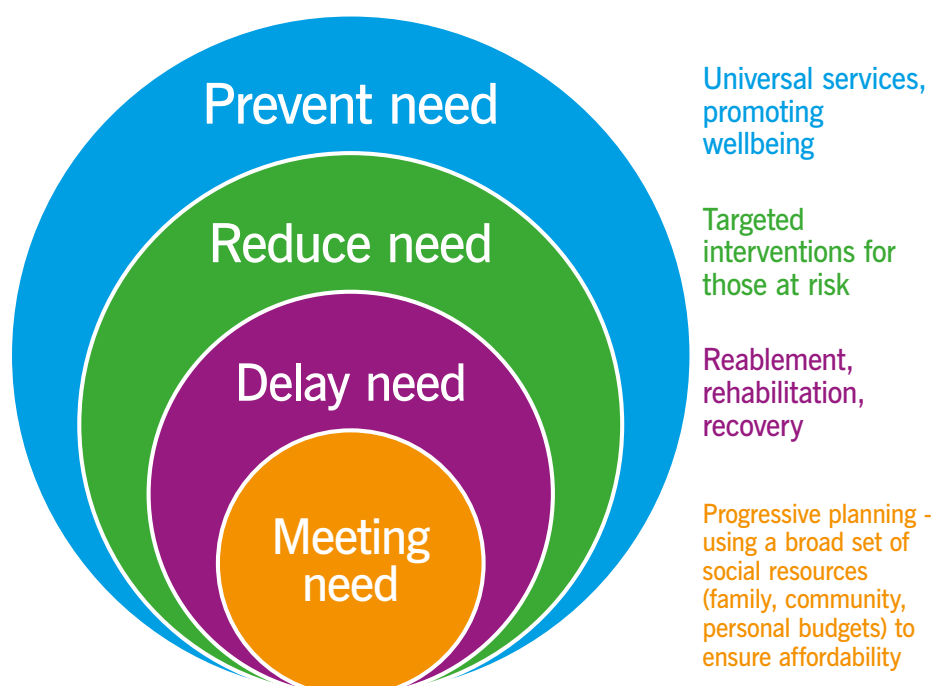 Prevent need
Universal services,
promoting
wellbeing
Reduce need
Targeted
interventions for
those at risk
Delay need
Reablement,
rehabilitation,
recovery
Meeting
need
Progressive planning -
using a broad set of
social resources
(family, community,
personal budgets) to
ensure affordability